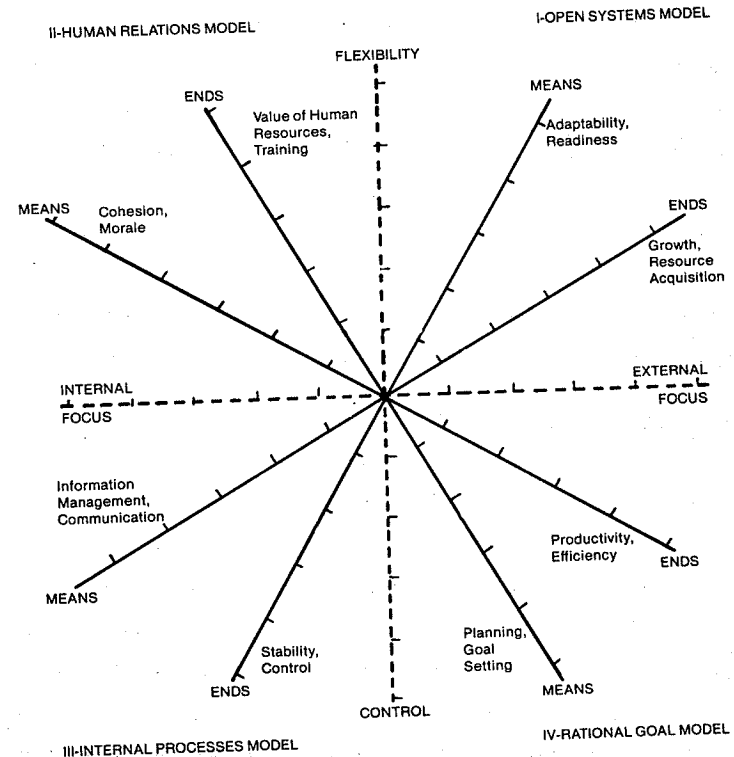 II-HUMAN RELATIONS MODEL
I-OPEN SYSTEMS MODEL
FLEXIBILITY
ENDS
MEANS
Value of Human
Resources,
Training
Adaptability,
Readiness
MEANS
Cohesion,
Morale
ENDS
Growth,
Resource
Acquisition
INTERNAL
FOCUS
EXTERNAL
FOCUS
Information
Management,
Communication
MEANS
Productivity,
Efficiency
ENDS
Stability,
Control
ENDS
Planning,
Goal
Setting
MEANS
CONTROL
III-INTERNAL PROCESSES MODEL
IV-RATIONAL GOAL MODEL